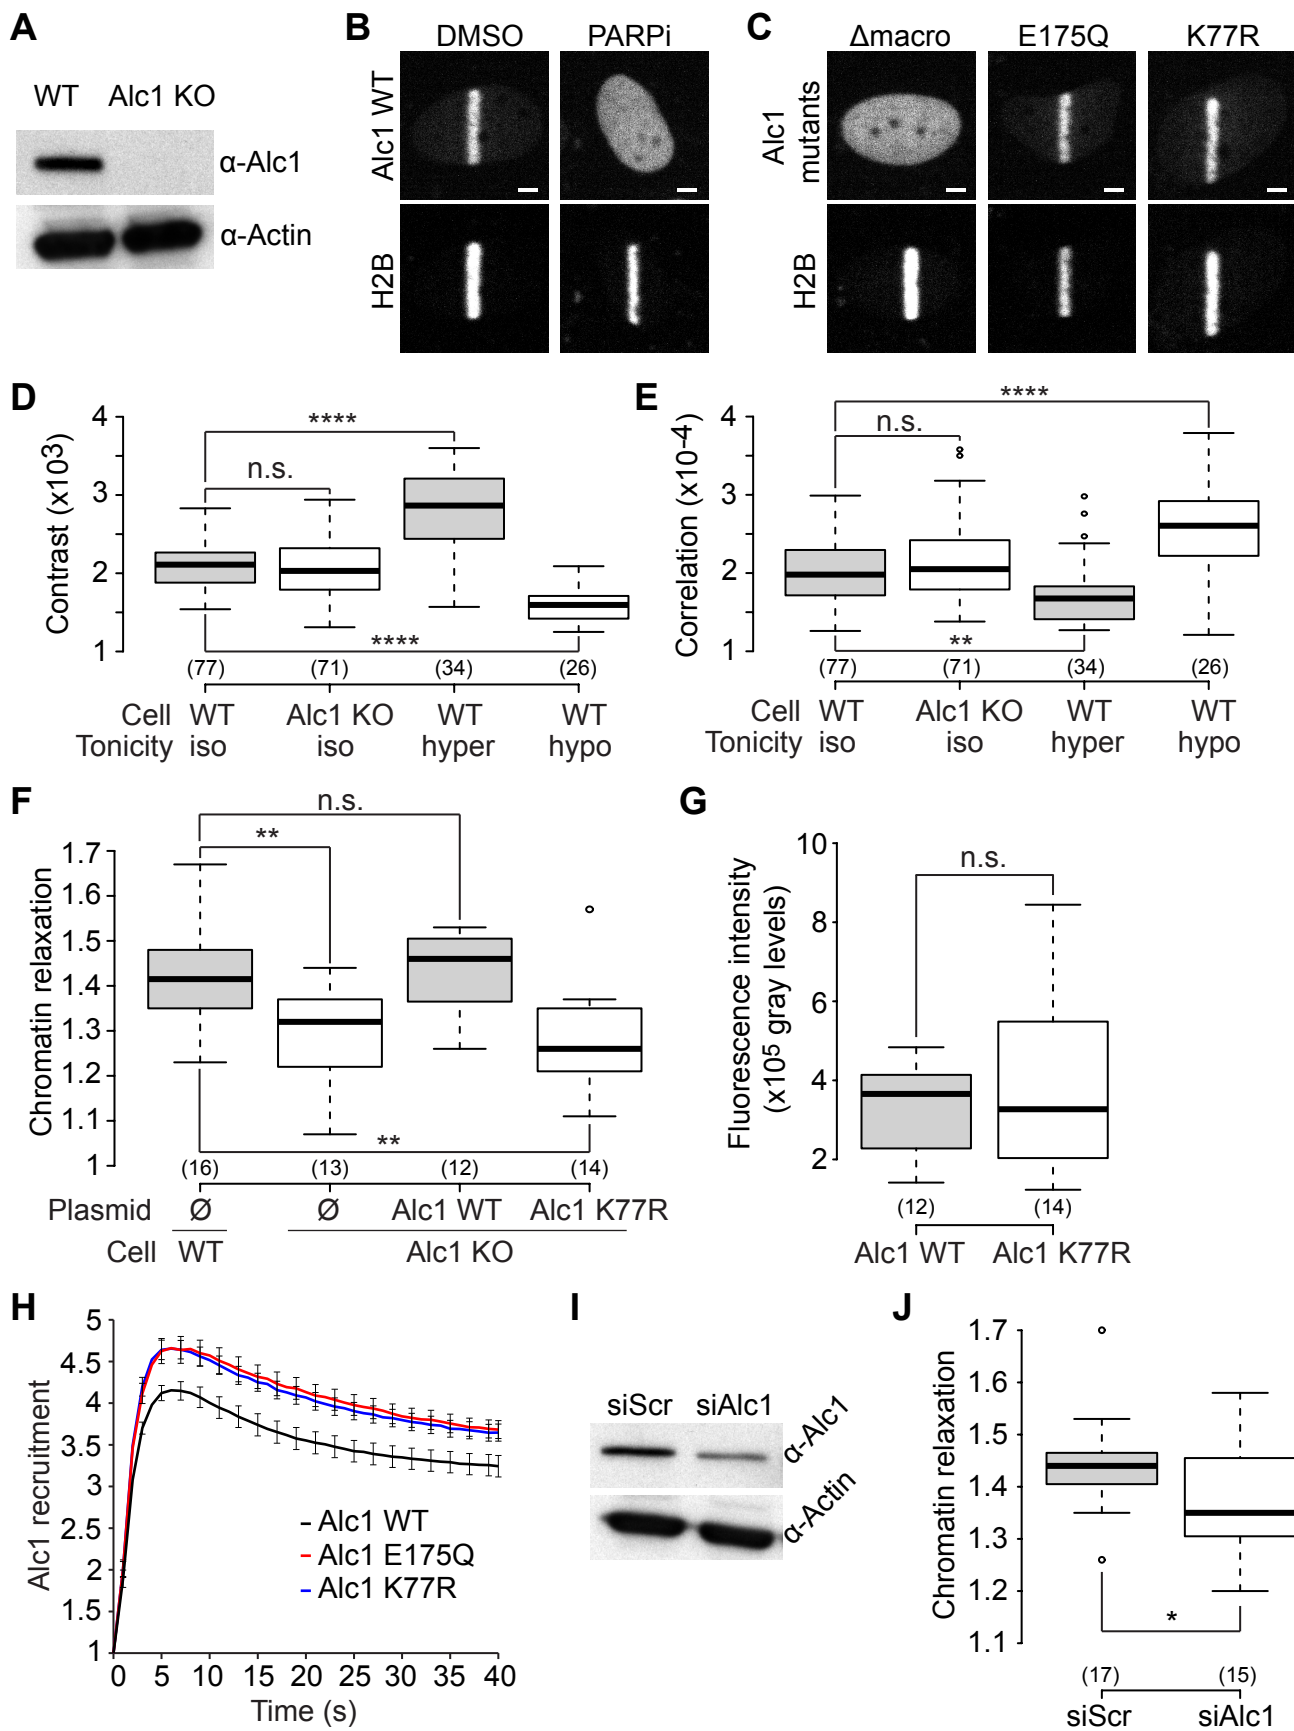 A
WT Alc1 KO
α-Alc1
α-Actin
B
DMSO PARPi
Alc1 WT
H2B
C
Δmacro E175Q K77R
Alc1
mutants
H2B
D
Contrast (x10³)
4
3
2
1
****
n.s.
****
(77) (71) (34) (26)
Cell WT Alc1 KO WT WT
Tonicity iso iso hyper hypo
E
Correlation (x10⁻⁴)
4
3
2
1
****
n.s.
**
(77) (71) (34) (26)
Cell WT Alc1 KO WT WT
Tonicity iso iso hyper hypo
F
Chromatin relaxation
1.7
1.6
1.5
1.4
1.3
1.2
1.1
1
n.s.
**
**
(16) (13) (12) (14)
Plasmid Ø Ø Alc1 WT Alc1 K77R
Cell WT Alc1 KO
G
Fluorescence intensity
(x10⁵ gray levels)
10
8
6
4
2
n.s.
(12) (14)
Alc1 WT Alc1 K77R
H
Alc1 recruitment
5
4.5
4
3.5
3
2.5
2
1.5
1
Alc1 WT
Alc1 E175Q
Alc1 K77R
0 5 10 15 20 25 30 35 40
Time (s)
I
siScr siAlc1
α-Alc1
α-Actin
J
Chromatin relaxation
1.7
1.6
1.5
1.4
1.3
1.2
1.1
*
(17) (15)
siScr siAlc1